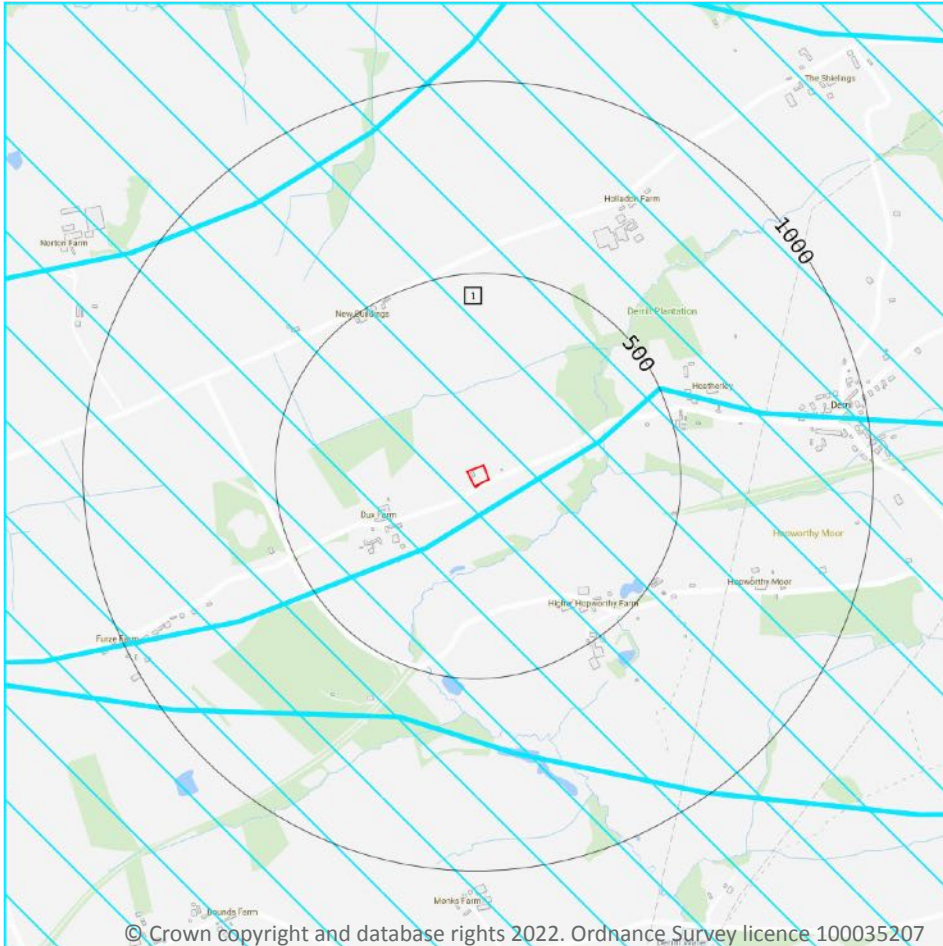 The Shielings
Holladon Farm
1000
Norton Farm
1
New Buildings
Derril Plantation
500
Heatherley
Derril
Dux Farm
Hopworthy Moor
Hopworthy Moor
Higher Hopworthy Farm
Furze Farm
Monks Farm
Bounds Farm
© Crown copyright and database rights 2022. Ordnance Survey licence 100035207